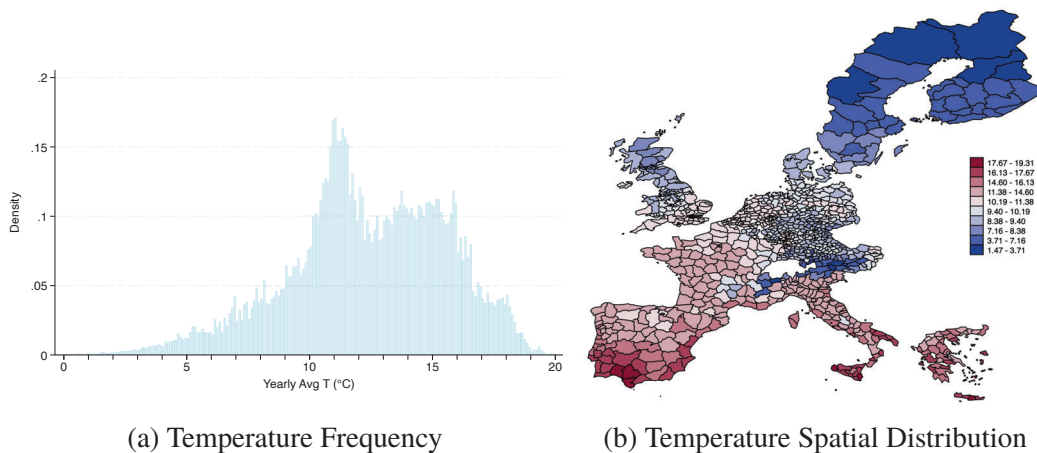 .2
.15
.1
.05
0
Density
0
5
10
15
20
Yearly Avg T (°C)
17.67 - 19.31
16.13 - 17.67
14.60 - 16.13
11.38 - 14.60
10.19 - 11.38
9.40 - 10.19
8.38 - 9.40
7.16 - 8.38
3.71 - 7.16
1.47 - 3.71
(a) Temperature Frequency
(b) Temperature Spatial Distribution